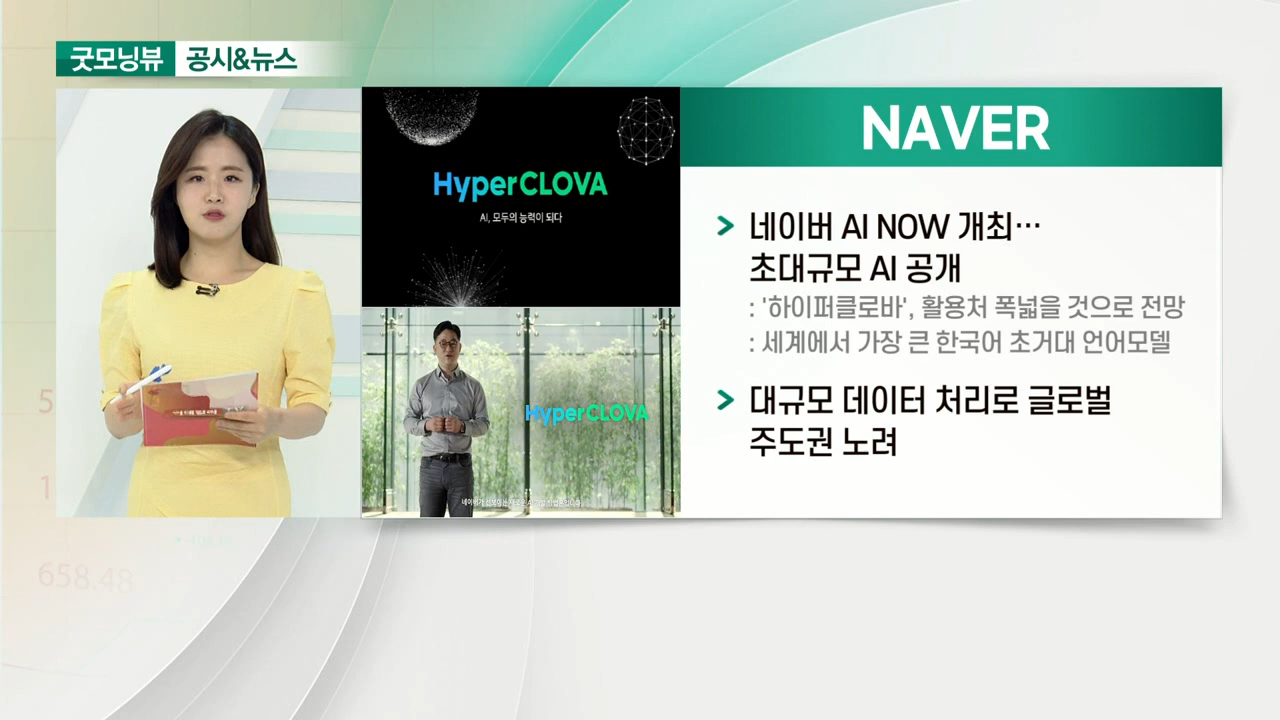 굿모닝뷰 공시&뉴스
NAVER
HyperCLOVA
AI, 모두의 능력이 되다
네이버 AI NOW 개최…
초대규모 AI 공개
: '하이퍼클로바', 활용처 폭넓을 것으로 전망
: 세계에서 가장 큰 한국어 초거대 언어모델
대규모 데이터 처리로 글로벌
주도권 노려
HyperCLOVA
658.48